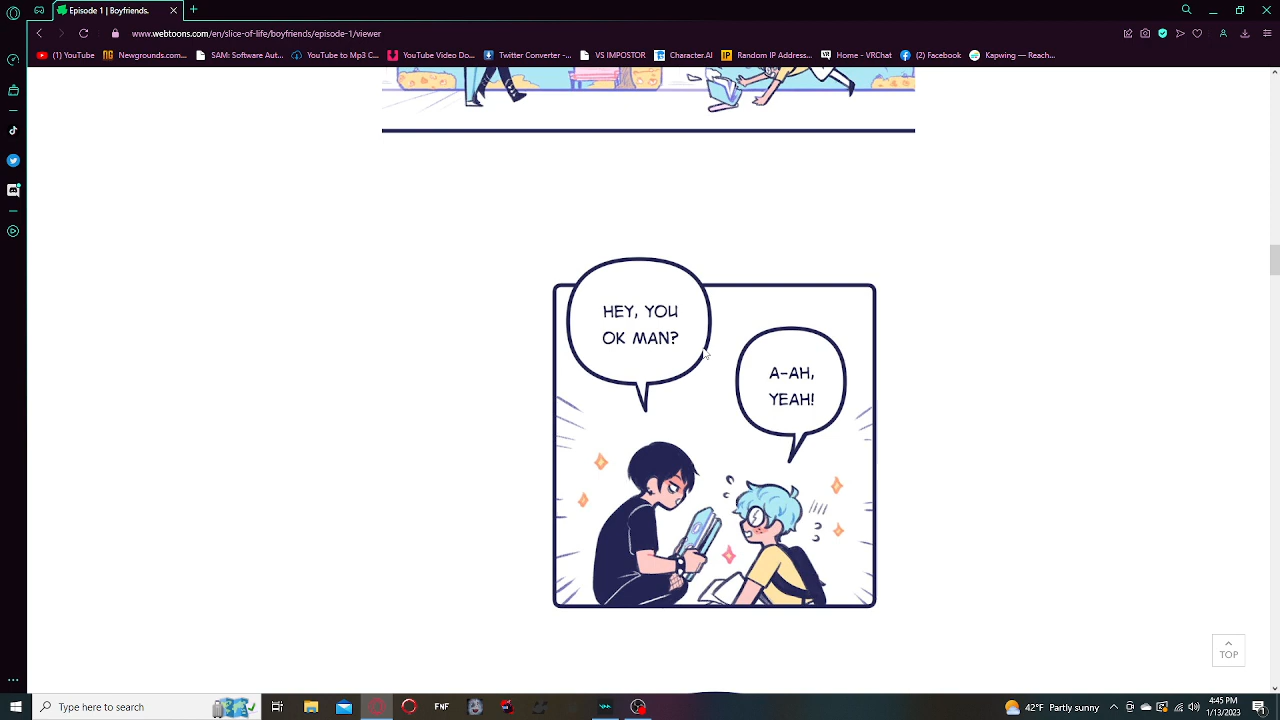 Episode 1 | Boyfriends.
www.webtoons.com/en/slice-of-life/boyfriends/episode-1/viewer
(1) YouTube
Newgrounds.com...
SAM: Software Aut...
YouTube to Mp3 C...
YouTube Video Do...
Twitter Converter -...
VS IMPOSTOR
Character.AI
Random IP Address...
Home - VRChat
(2) Facebook
Kapwing — Reach...
HEY, YOU
OK MAN?
A-AH,
YEAH!
TOP
Type here to search
FNF
42°F Partly sunny
4:45 PM
1/13/2023